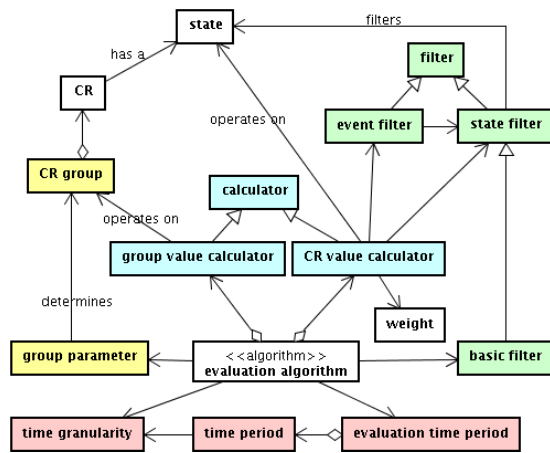 state
filters
has a
filter
CR
operates on
event filter
state filter
CR group
calculator
operates on
group value calculator
CR value calculator
determines
weight
group parameter
<<algorithm>>
evaluation algorithm
basic filter
time granularity
time period
evaluation time period